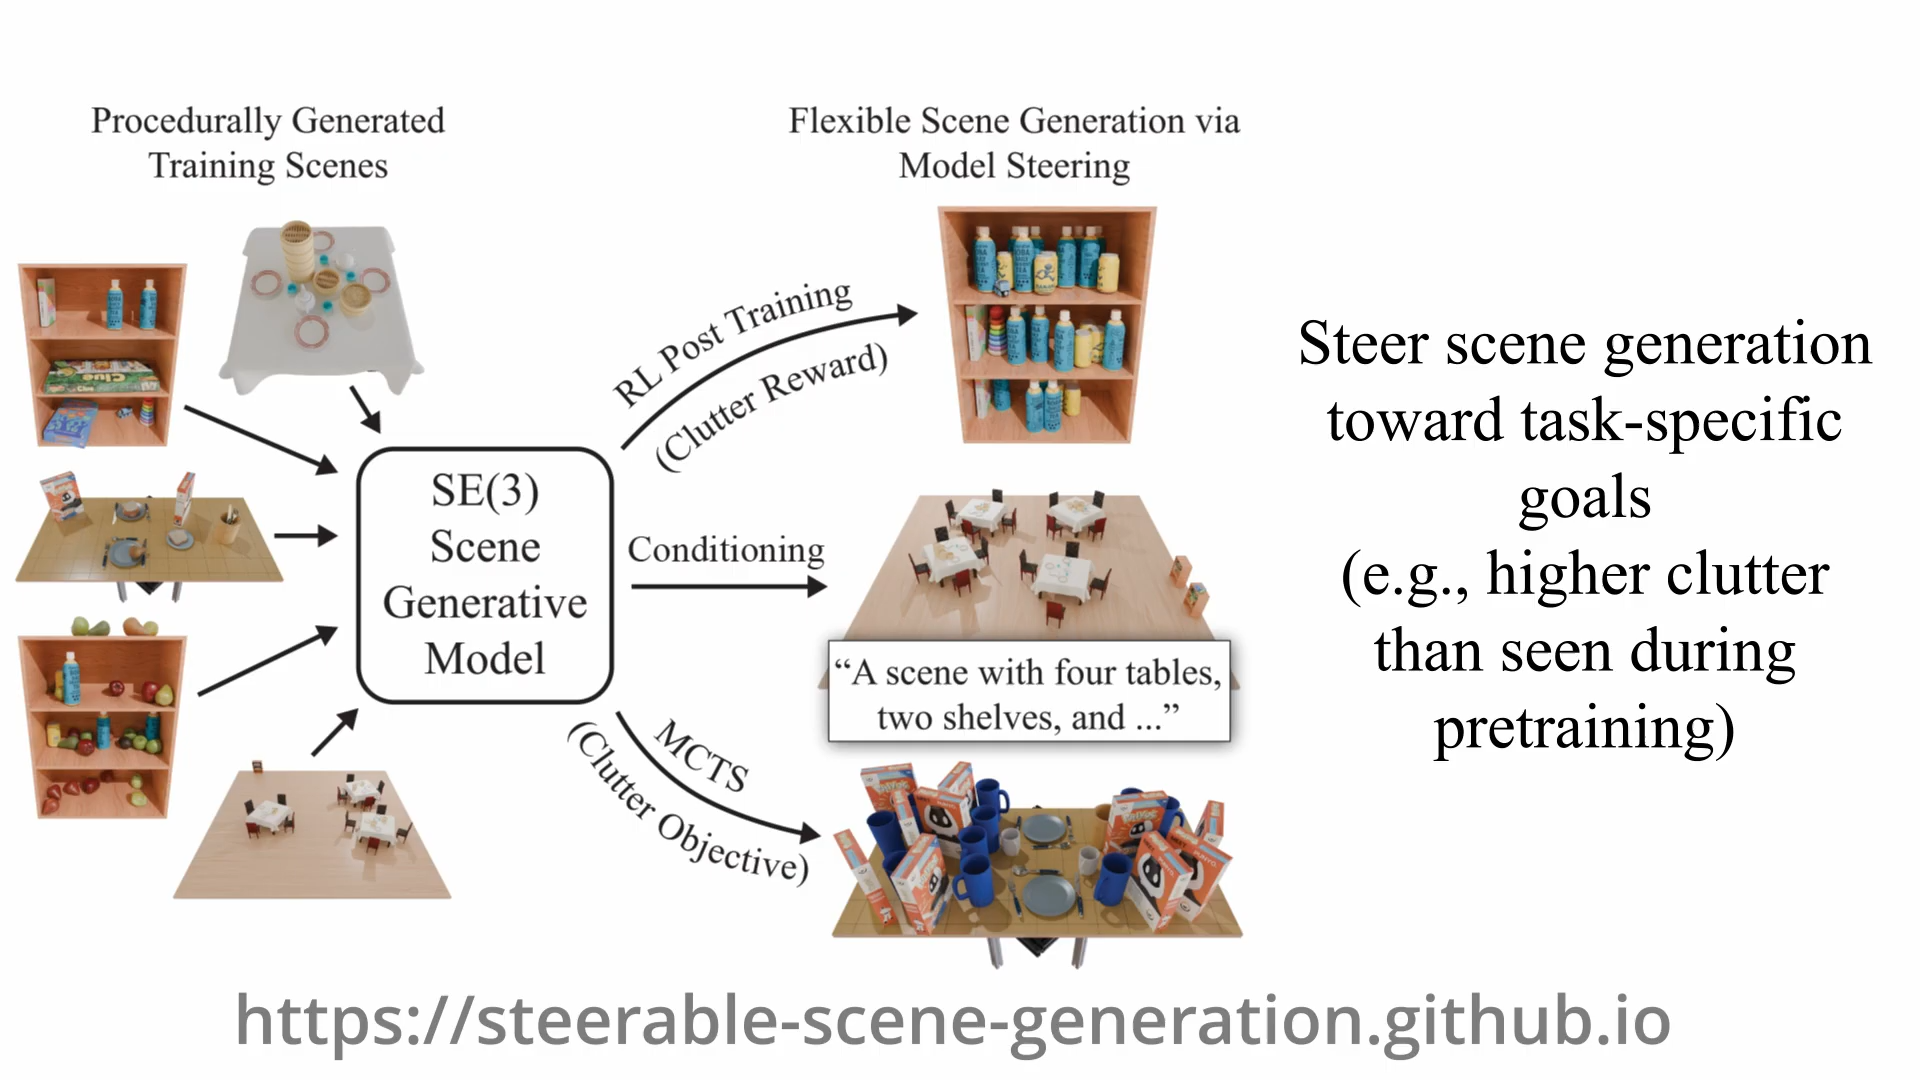 Procedurally Generated
Training Scenes
Flexible Scene Generation via
Model Steering
Clue
SE(3)
Scene
Generative
Model
RL Post Training
(Clutter Reward)
Conditioning
“A scene with four tables,
two shelves, and ...”
MCTS
(Clutter Objective)
Steer scene generation
toward task-specific
goals
(e.g., higher clutter
than seen during
pretraining)
https://steerable-scene-generation.github.io